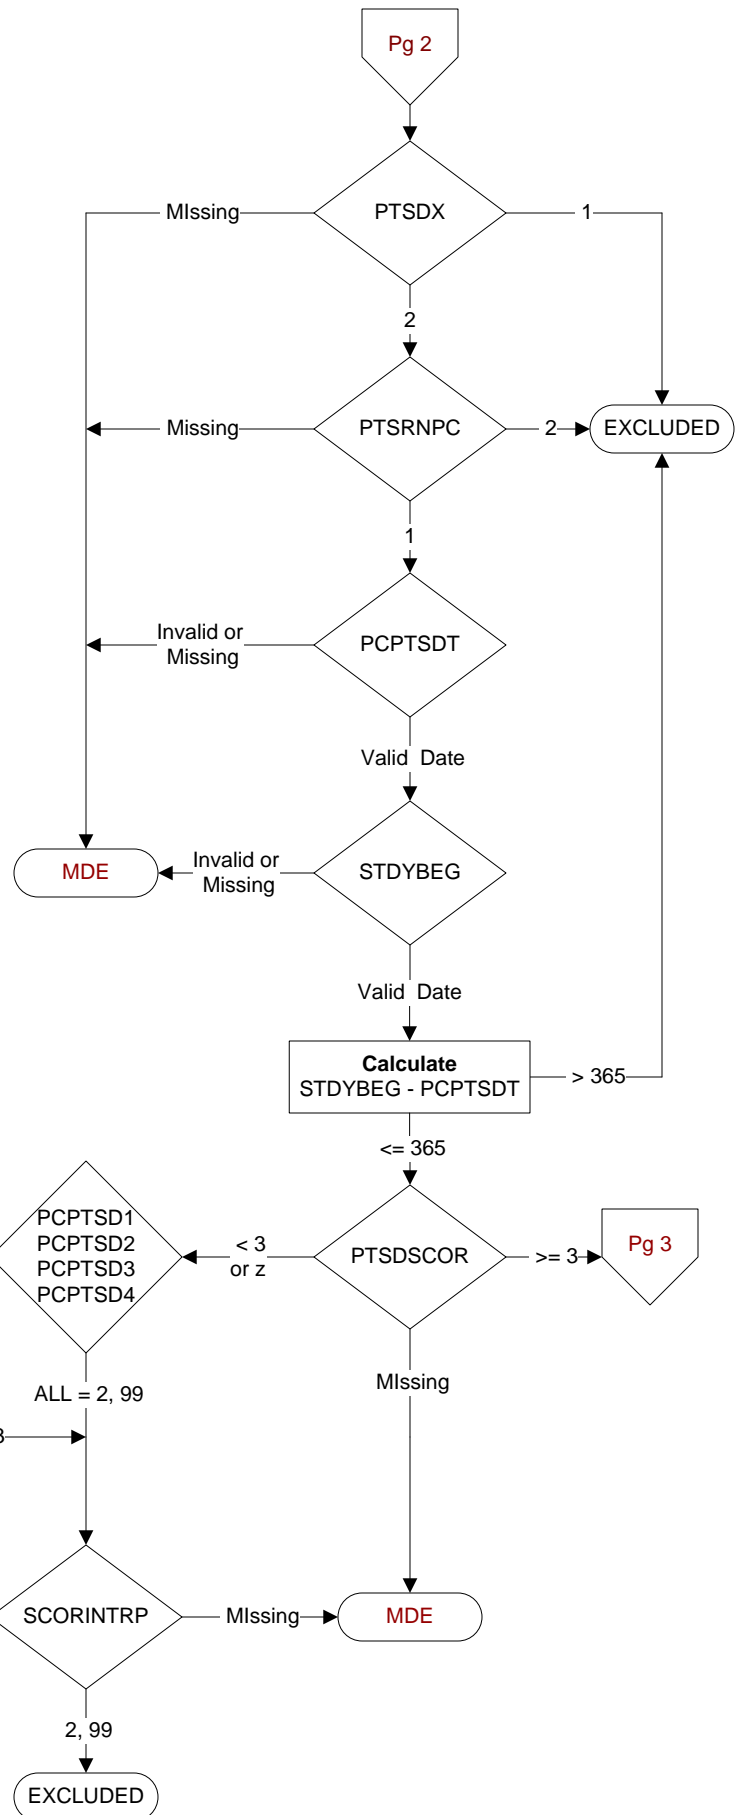 Pg 2
PTSDX
MIssing
1
2
PTSRNPC
Missing
2
EXCLUDED
1
PCPTSDT
Invalid or
Missing
Valid Date
STDYBEG
Invalid or
Missing
MDE
Valid Date
Calculate
STDYBEG - PCPTSDT
> 365
<= 365
PTSDSCOR
< 3
or z
>= 3
Pg 3
PCPTSD1
PCPTSD2
PCPTSD3
PCPTSD4
MIssing
ALL = 2, 99
SCORINTRP
MIssing
MDE
2, 99
EXCLUDED